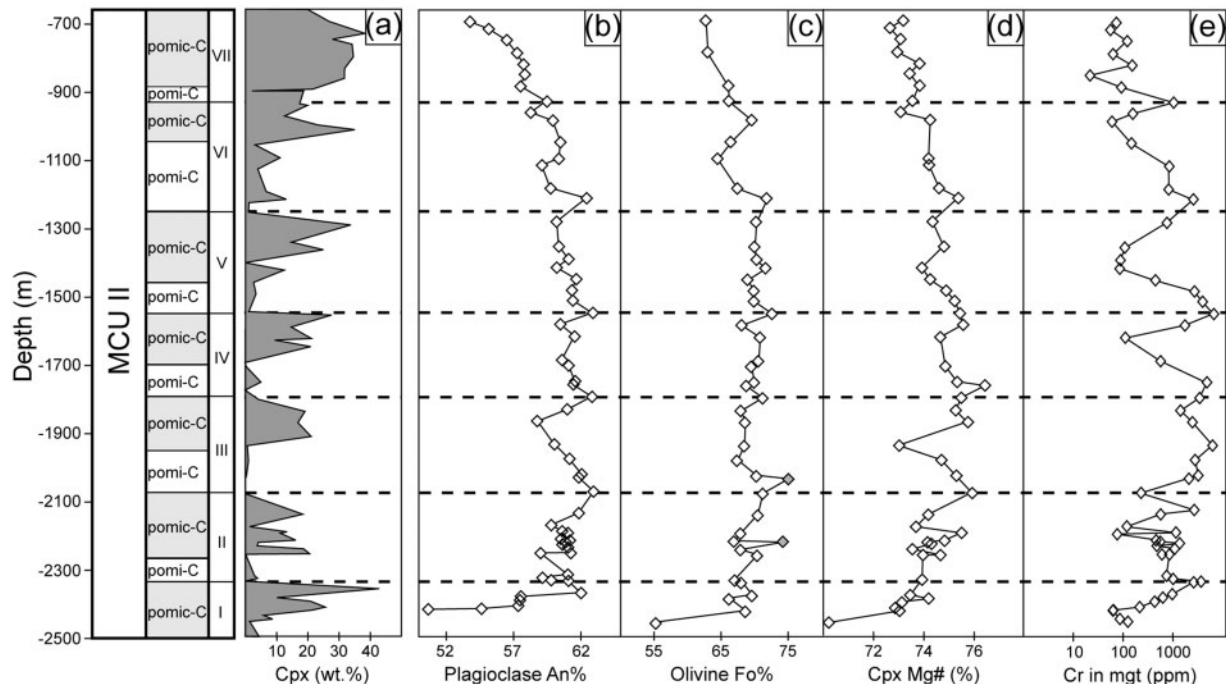 (a)
(b)
(c)
(d)
(e)
Depth (m)
-700
-900
-1100
-1300
-1500
-1700
-1900
-2100
-2300
-2500
MCU II
pomic-C
pomi-C
pomic-C
pomi-C
pomic-C
pomi-C
pomic-C
pomi-C
pomic-C
pomi-C
pomic-C
pomi-C
pomic-C
VII
VI
V
IV
III
II
I
10 20 30 40
Cpx (wt.%)
52 57 62
Plagioclase An%
55 65 75
Olivine Fo%
72 74 76
Cpx Mg# (%)
10 100 1000
Cr in mgt (ppm)